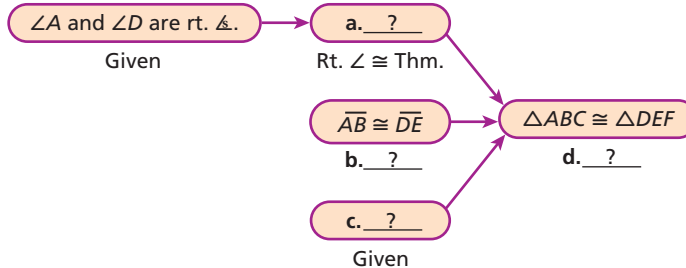 ∠A and ∠D are rt. ∠s.
Given
a. ?
Rt. ∠ ≅ Thm.
AB ≅ DE
b. ?
c. ?
Given
△ABC ≅ △DEF
d. ?